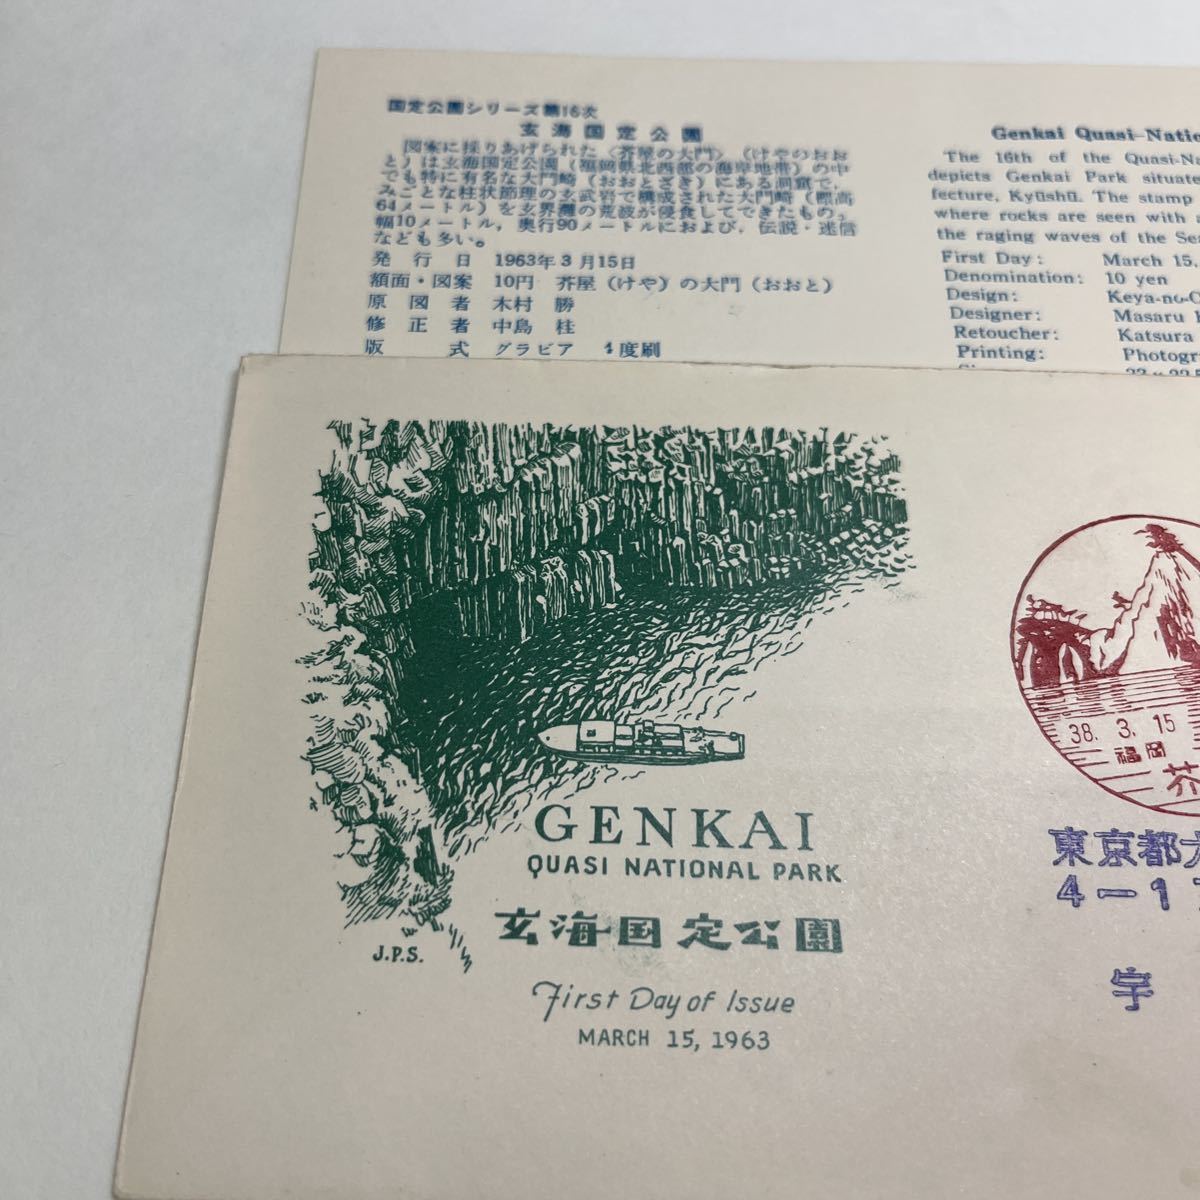 国定公園シリーズ第16次
玄海国定公園
図案に採りあげられた〈芥屋の大門〉（けやのおお
と）は玄海国定公園（福岡県北西部の海岸地帯）の中
でも特に有名な大門崎（おおとざき）にある洞窟で，
みごとな柱状節理の玄武岩で構成された大門崎（標高
64メートル）を玄界灘の荒波が侵食してできたもの。
幅10メートル，奥行90メートルにおよび，伝説・迷信
なども多い。
発行日 1963年3月15日
額面・図案 10円 芥屋（けや）の大門（おおと）
原図者 木村 勝
修正者 中島 桂
版式 グラビア 4度刷
Genkai Quasi-Natio
The 16th of the Quasi-Na
depicts Genkai Park situate
fecture, Kyūshū. The stamp
where rocks are seen with
the raging waves of the Sea
First Day: March 15,
Denomination: 10 yen
Design: Keya-no-O
Designer: Masaru
Retoucher: Katsura
Printing: Photogr
GENKAI
QUASI NATIONAL PARK
玄海国定公園
J.P.S.
First Day of Issue
MARCH 15, 1963
38. 3. 15
福岡
芥
東京都
4-1
宇